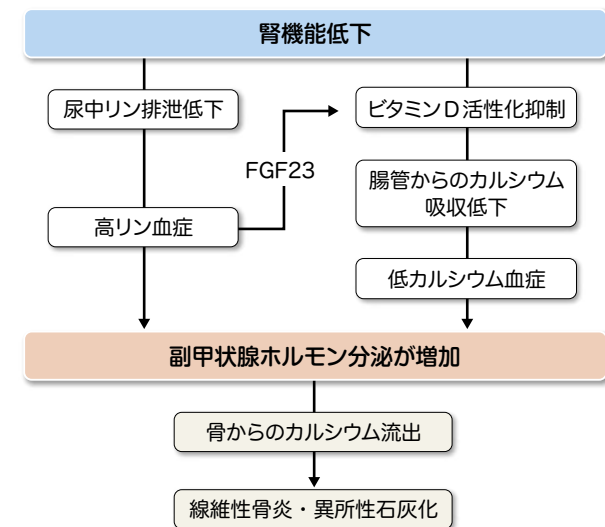 腎機能低下
尿中リン排泄低下
ビタミンD活性化抑制
FGF23
腸管からのカルシウム
吸収低下
高リン血症
低カルシウム血症
副甲状腺ホルモン分泌が増加
骨からのカルシウム流出
線維性骨炎・異所性石灰化